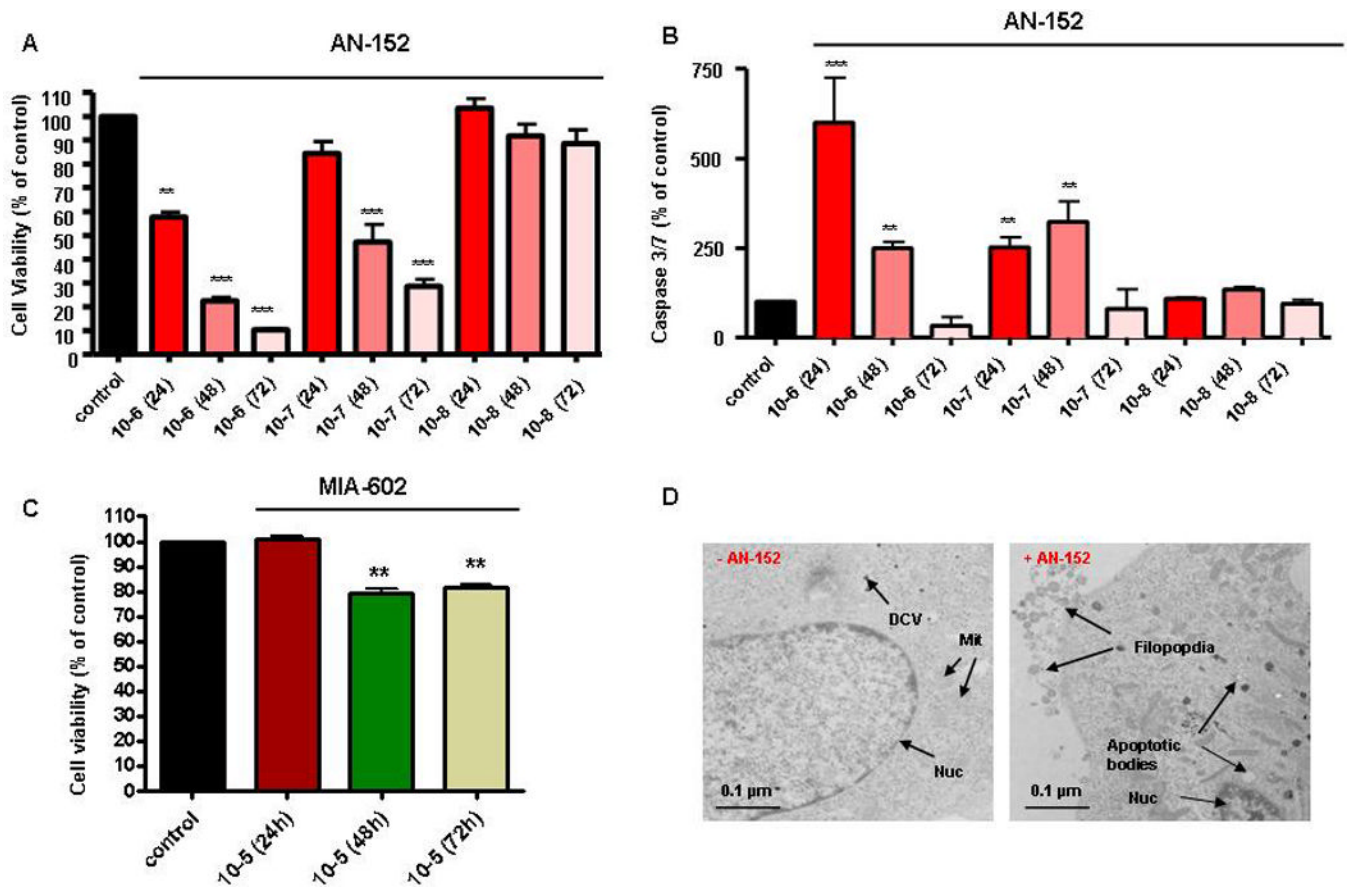 A
AN-152
Cell Viability (% of control)
110
100
90
80
70
60
50
40
30
20
10
0
**
***
***
***
***
control
10-6 (24)
10-6 (48)
10-6 (72)
10-7 (24)
10-7 (48)
10-7 (72)
10-8 (24)
10-8 (48)
10-8 (72)
B
AN-152
Caspase 3/7 (% of control)
750
500
250
0
***
**
**
**
control
10-6 (24)
10-6 (48)
10-6 (72)
10-7 (24)
10-7 (48)
10-7 (72)
10-8 (24)
10-8 (48)
10-8 (72)
C
MIA-602
Cell viability (% of control)
110
100
90
80
70
60
50
40
30
20
10
0
**
**
control
10-5 (24h)
10-5 (48h)
10-5 (72h)
D
- AN-152
DCV
Mit
Nuc
0.1 µm
+ AN-152
Filopopdia
Apoptotic
bodies
Nuc
0.1 µm